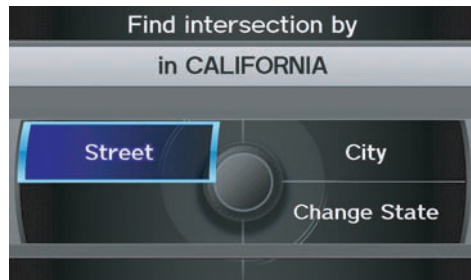 Find intersection by
in CALIFORNIA
Street
City
Change State